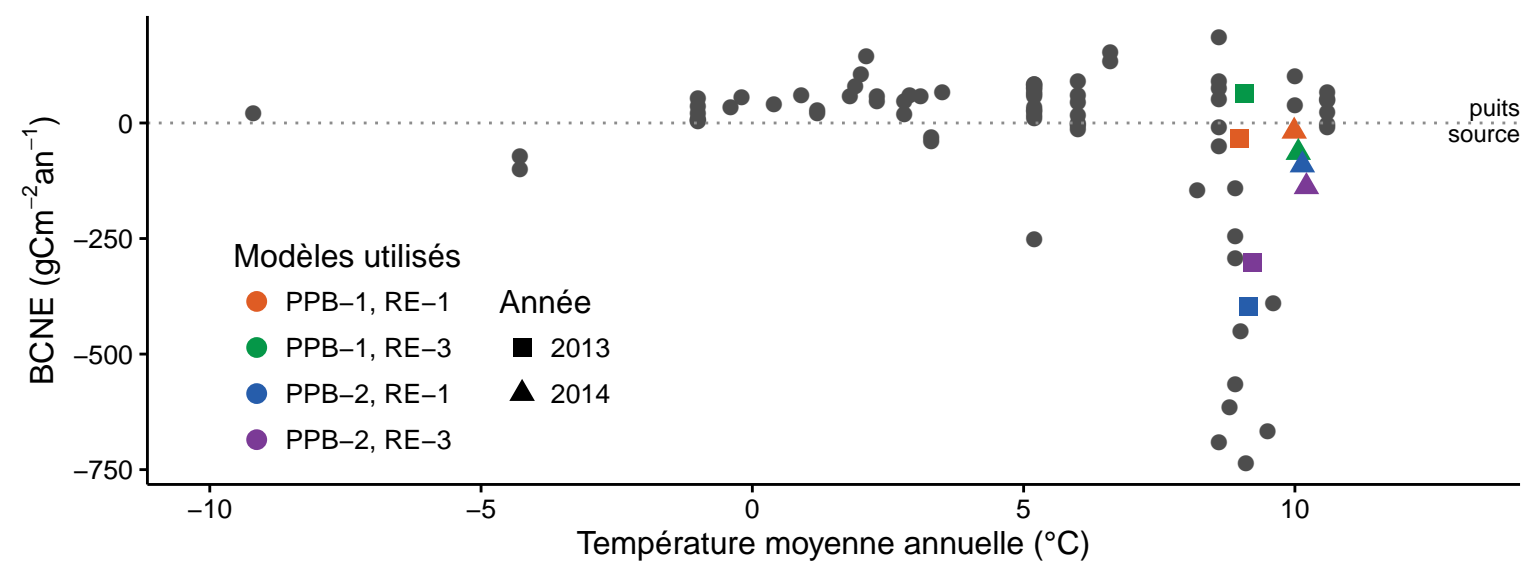 BCNE (gCm−2an−1)
0
−250
−500
−750
puits
source
Modèles utilisés
PPB−1, RE−1
PPB−1, RE−3
PPB−2, RE−1
PPB−2, RE−3
Année
2013
2014
−10
−5
0
5
10
Température moyenne annuelle (°C)